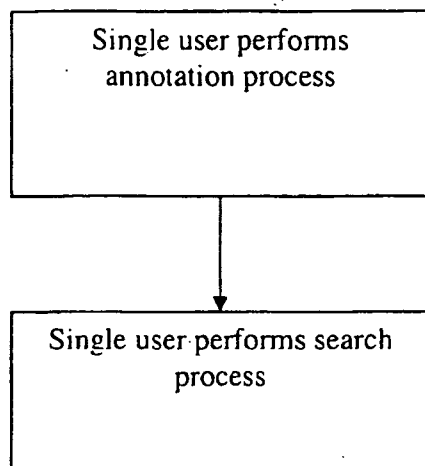 Single user performs
annotation process
Single user performs search
process